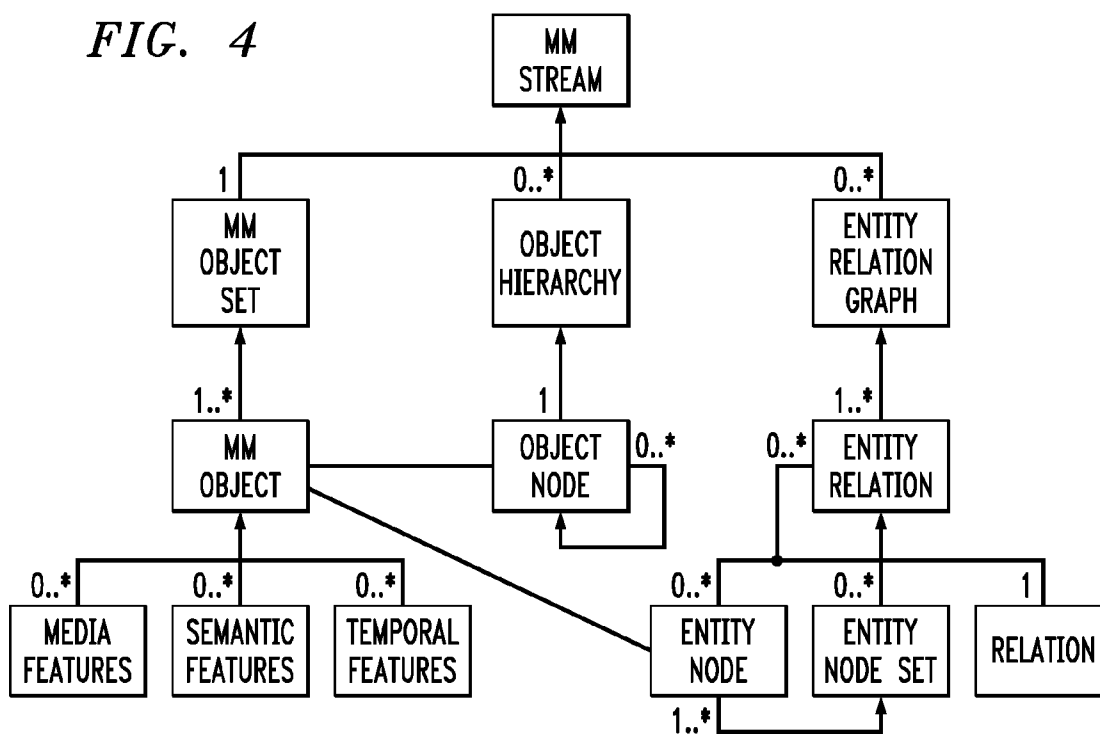 FIG. 4
MM
STREAM
1
0..*
0..*
MM
OBJECT
SET
OBJECT
HIERARCHY
ENTITY
RELATION
GRAPH
1..*
1
1..*
MM
OBJECT
OBJECT
NODE
0..*
0..*
ENTITY
RELATION
0..*
0..*
0..*
0..*
0..*
1
MEDIA
FEATURES
SEMANTIC
FEATURES
TEMPORAL
FEATURES
ENTITY
NODE
ENTITY
NODE SET
RELATION
1..*